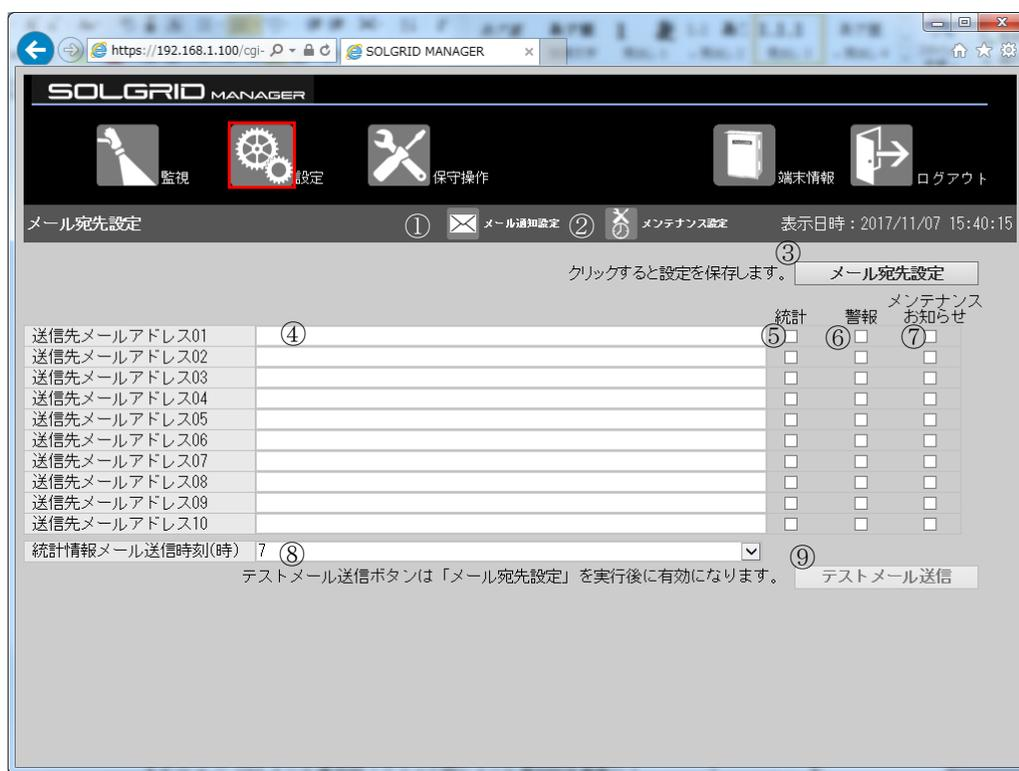 https://192.168.1.100/cgi- SOLGRID MANAGER
SOLGRID MANAGER
監視 設定 保守操作 端末情報 ログアウト
メール宛先設定 ① メール通知設定 ② メンテナンス設定 表示日時：2017/11/07 15:40:15
クリックすると設定を保存します。 ③ メール宛先設定
統計 警報 メンテナンスお知らせ
送信先メールアドレス01 ④ ⑤ ⑥ ⑦
送信先メールアドレス02
送信先メールアドレス03
送信先メールアドレス04
送信先メールアドレス05
送信先メールアドレス06
送信先メールアドレス07
送信先メールアドレス08
送信先メールアドレス09
送信先メールアドレス10
統計情報メール送信時刻(時) 7 ⑧
テストメール送信ボタンは「メール宛先設定」を実行後に有効になります。 ⑨ テストメール送信